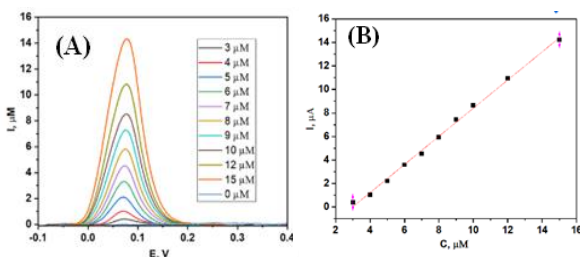 (A)
16
14
12
10
8
6
4
2
0
I, µM
-0.1
0.0
0.1
0.2
0.3
0.4
E, V
3 µM
4 µM
5 µM
6 µM
7 µM
8 µM
9 µM
10 µM
12 µM
15 µM
0 µM
(B)
16
14
12
10
8
6
4
2
0
I, µA
2
4
6
8
10
12
14
16
C, µM